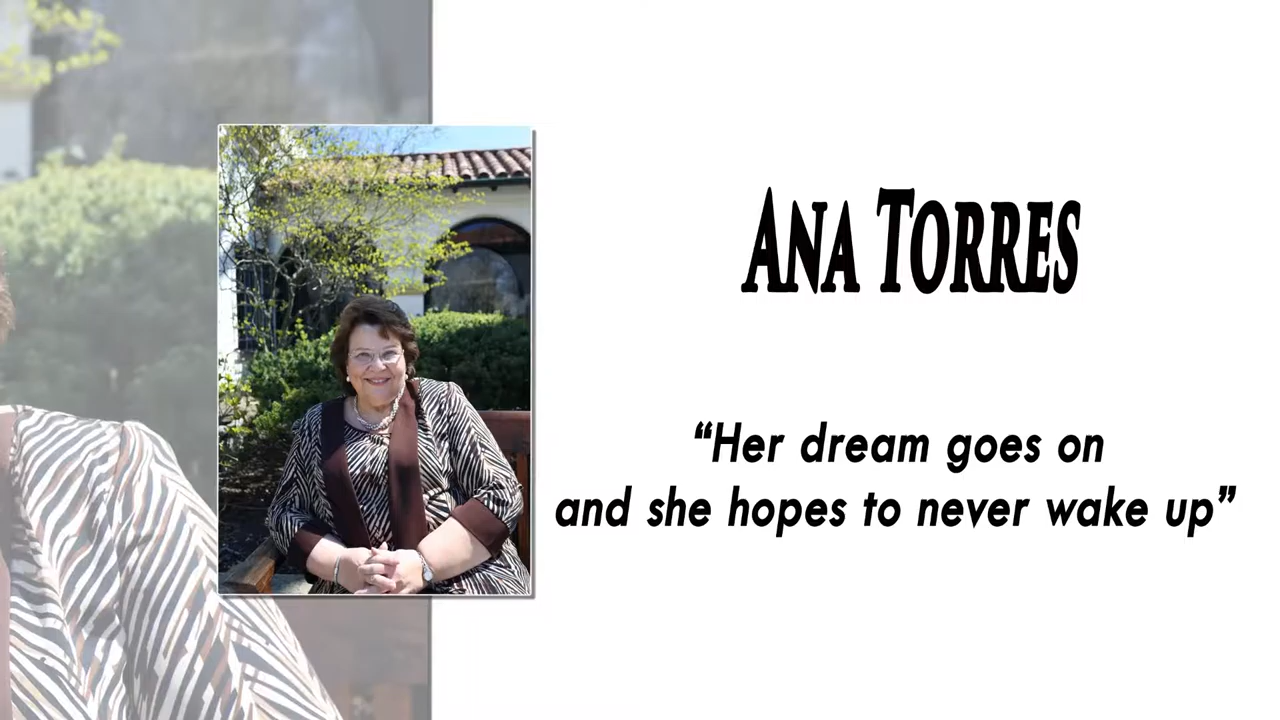 ANA TORRES
“Her dream goes on
and she hopes to never wake up”